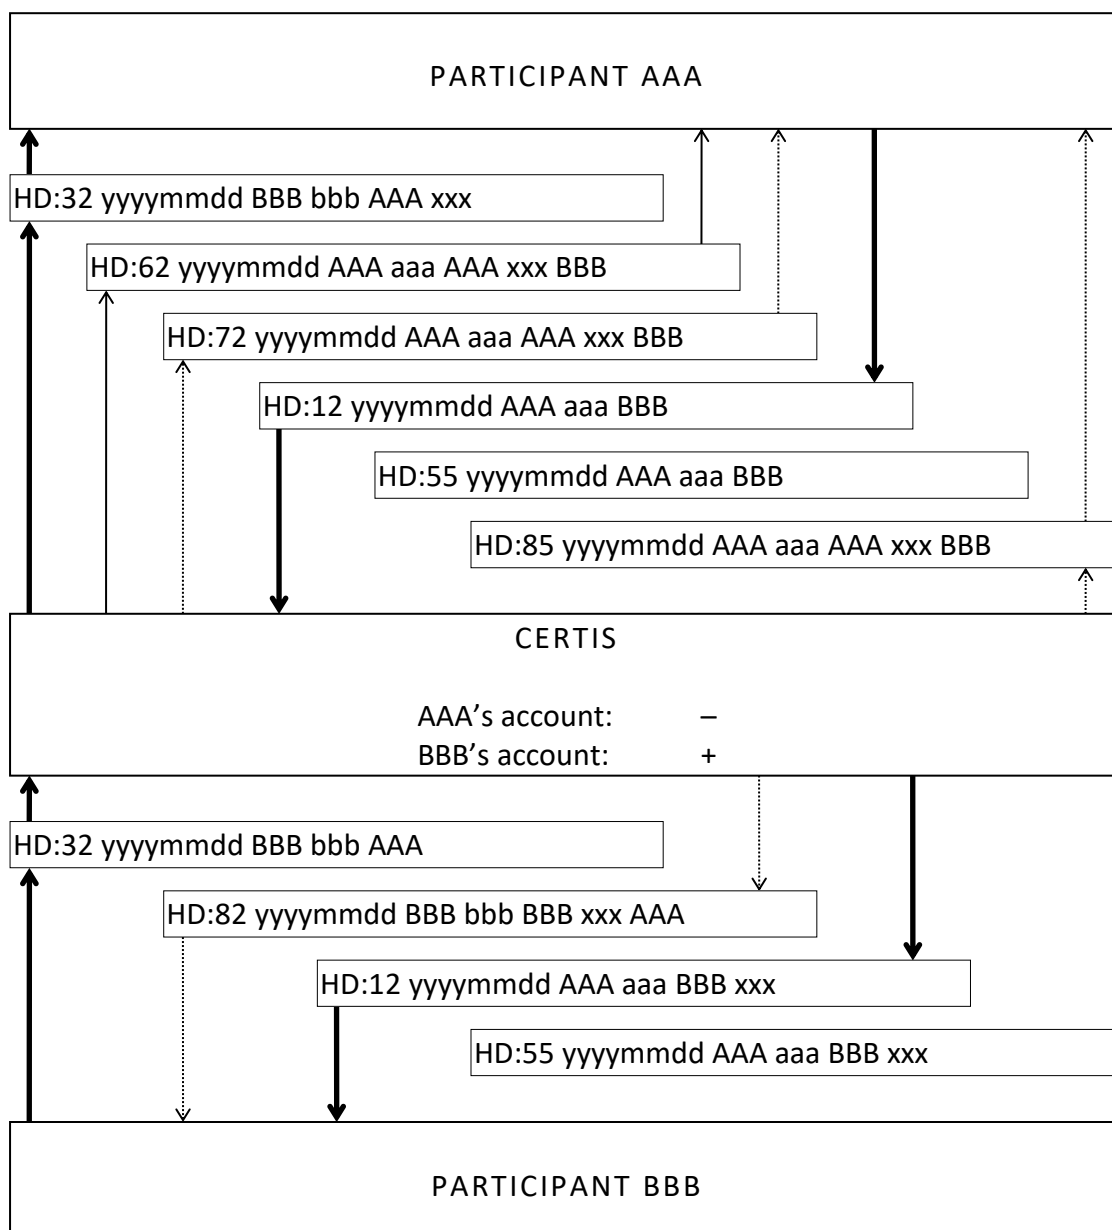 PARTICIPANT AAA
HD:32 yyyymmdd BBB bbb AAA xxx
HD:62 yyyymmdd AAA aaa AAA xxx BBB
HD:72 yyyymmdd AAA aaa AAA xxx BBB
HD:12 yyyymmdd AAA aaa BBB
HD:55 yyyymmdd AAA aaa BBB
HD:85 yyyymmdd AAA aaa AAA xxx BBB
CERTIS
AAA’s account: –
BBB’s account: +
HD:32 yyyymmdd BBB bbb AAA
HD:82 yyyymmdd BBB bbb BBB xxx AAA
HD:12 yyyymmdd AAA aaa BBB xxx
HD:55 yyyymmdd AAA aaa BBB xxx
PARTICIPANT BBB